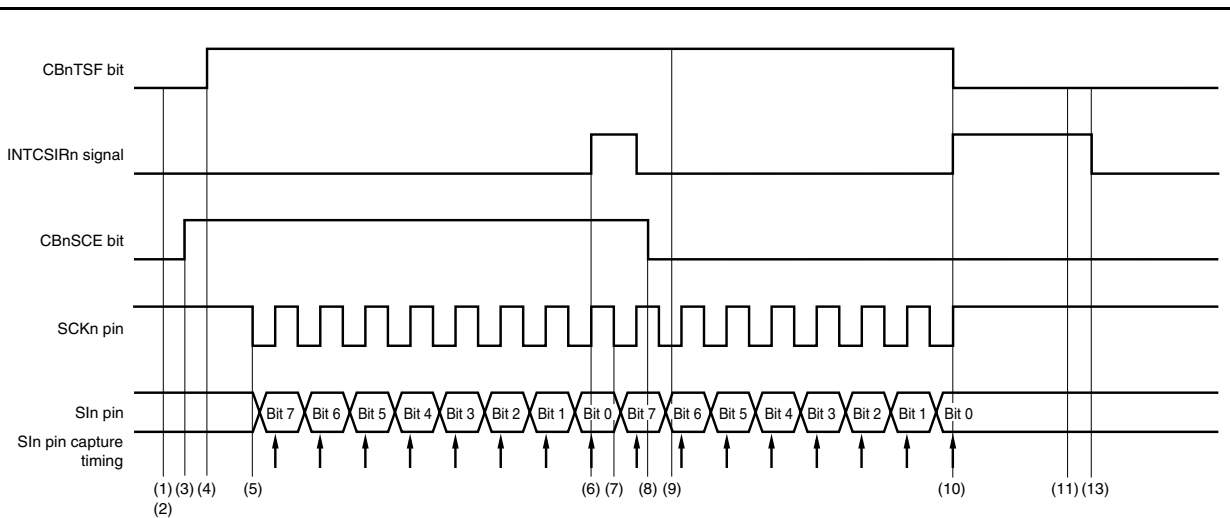 CBnTSF bit
INTCSIRn signal
CBnSCE bit
SCKn pin
SIn pin
Bit 7 Bit 6 Bit 5 Bit 4 Bit 3 Bit 2 Bit 1 Bit 0 Bit 7 Bit 6 Bit 5 Bit 4 Bit 3 Bit 2 Bit 1 Bit 0
SIn pin capture
timing
(1) (3) (4) (5) (6) (7) (8) (9) (10) (11) (13)
(2)